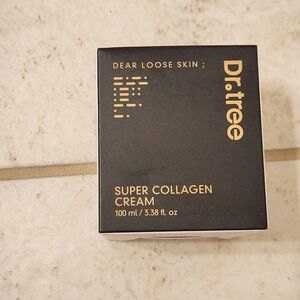 DEAR LOOSE SKIN ;
Dr.tree
SUPER COLLAGEN
CREAM
100 ml / 3.38 fl. oz